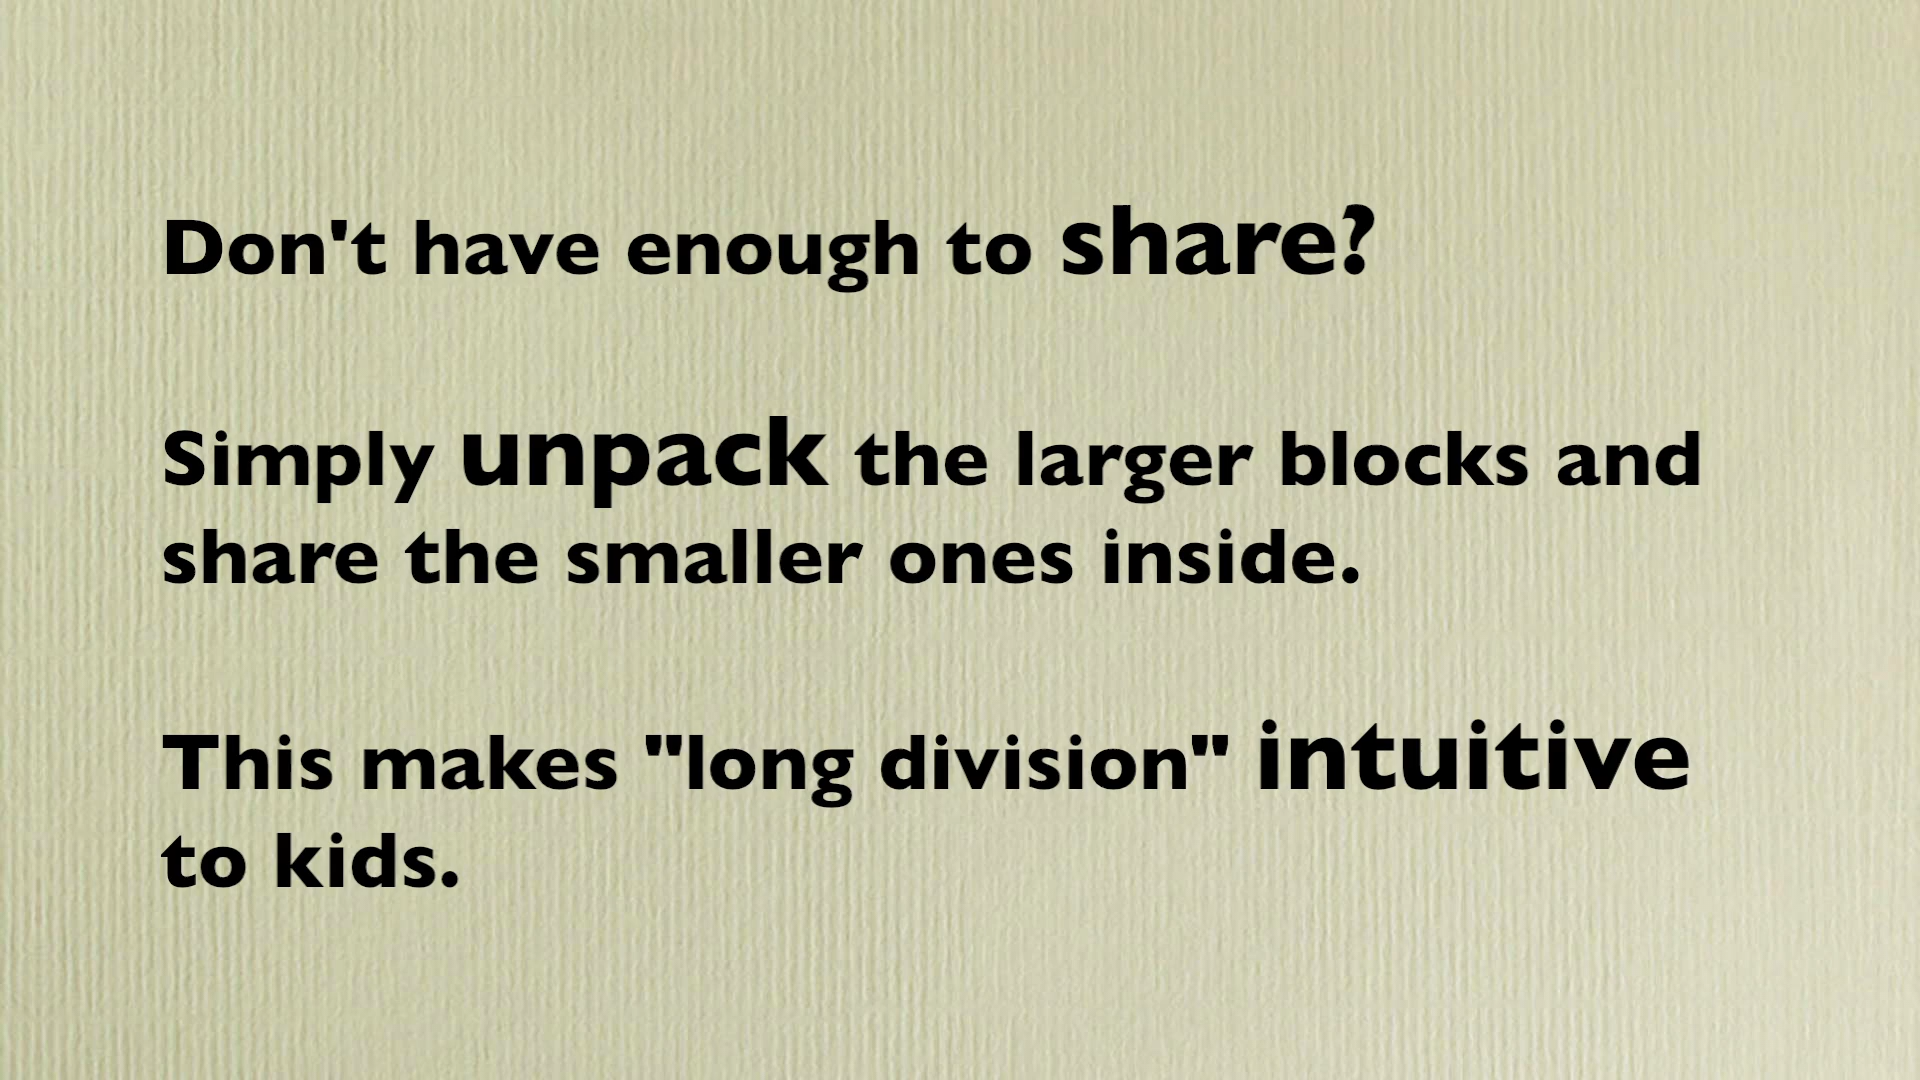 Don't have enough to share?
Simply unpack the larger blocks and
share the smaller ones inside.
This makes "long division" intuitive
to kids.